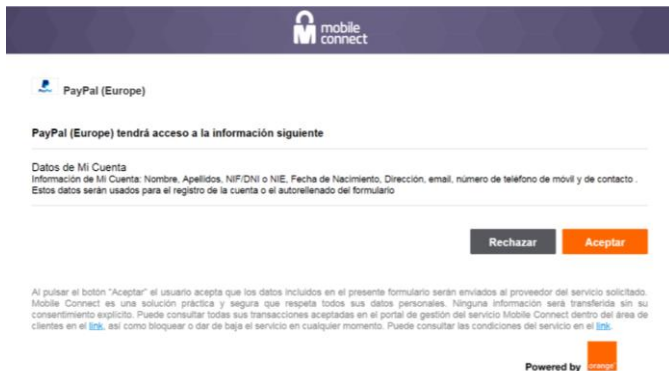 mobile
connect
PayPal (Europe)
PayPal (Europe) tendrá acceso a la información siguiente
Datos de Mi Cuenta
Información de Mi Cuenta: Nombre, Apellidos, NIF/DNI o NIE, Fecha de Nacimiento, Dirección, email, número de teléfono de móvil y de contacto .
Estos datos serán usados para el registro de la cuenta o el autorellenado del formulario
Rechazar Aceptar
Al pulsar el botón "Aceptar" el usuario acepta que los datos incluidos en el presente formulario serán enviados al proveedor del servicio solicitado.
Mobile Connect es una solución práctica y segura que respeta todos sus datos personales. Ninguna información será transferida sin su
consentimiento explícito. Puede consultar todas sus transacciones aceptadas en el portal de gestión del servicio Mobile Connect dentro del área de
clientes en el link, así como bloquear o dar de baja el servicio en cualquier momento. Puede consultar las condiciones del servicio en el link.
Powered by orange